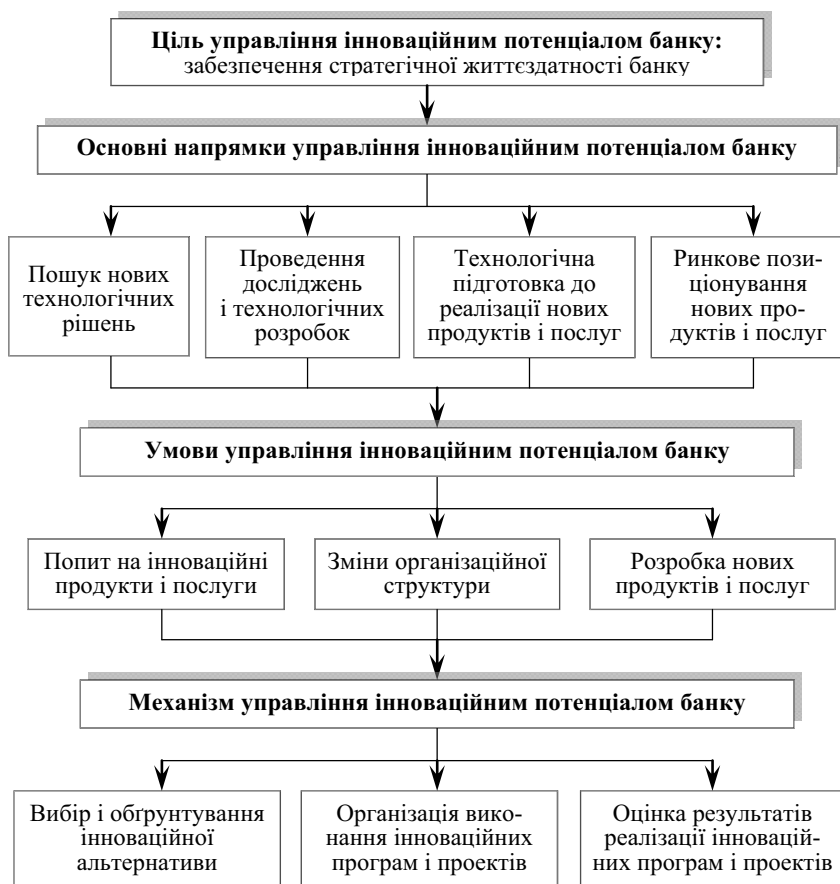 Ціль управління інноваційним потенціалом банку:
забезпечення стратегічної життєздатності банку
Основні напрямки управління інноваційним потенціалом банку
Пошук нових
технологічних
рішень
Проведення
досліджень
і технологічних
розробок
Технологічна
підготовка до
реалізації нових
продуктів і послуг
Ринкове пози-
ціонування
нових про-
дуктів і послуг
Умови управління інноваційним потенціалом банку
Попит на інноваційні
продукти і послуги
Зміни організаційної
структури
Розробка нових
продуктів і послуг
Механізм управління інноваційним потенціалом банку
Вибір і обґрунтування
інноваційної
альтернативи
Організація вико-
нання інноваційних
програм і проектів
Оцінка результатів
реалізації інновацій-
них програм і проектів